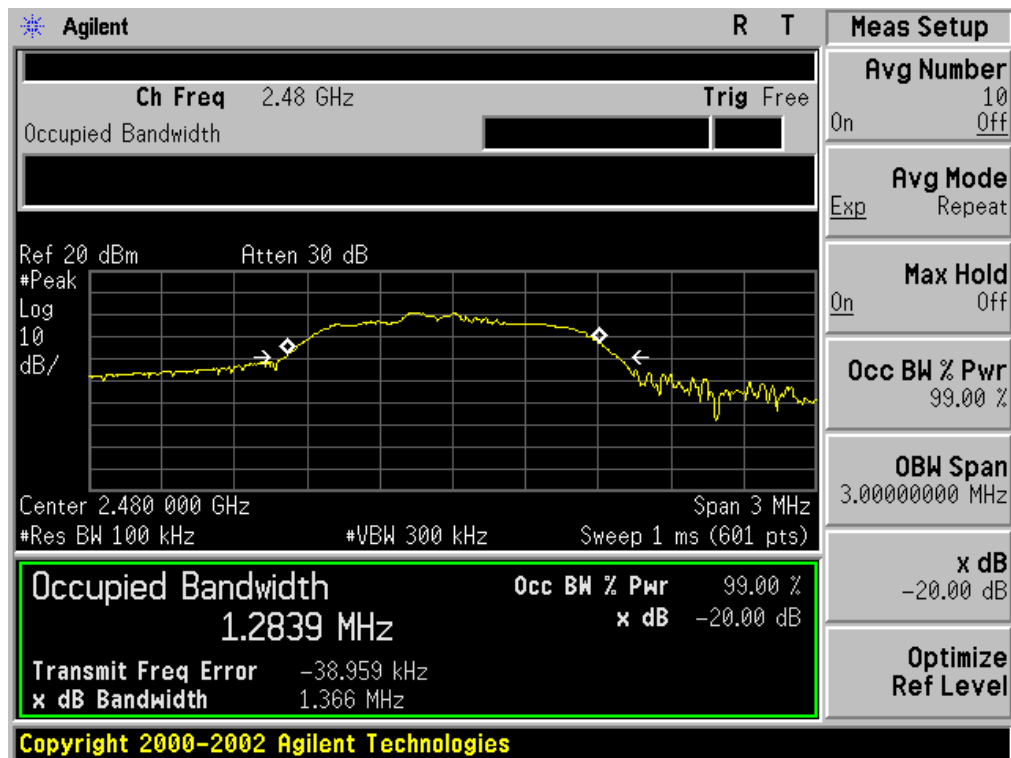 Agilent R T
Ch Freq 2.48 GHz Trig Free
Occupied Bandwidth
Ref 20 dBm Atten 30 dB
#Peak
Log
10
dB/
Center 2.480 000 GHz Span 3 MHz
#Res BW 100 kHz #VBW 300 kHz Sweep 1 ms (601 pts)
Occupied Bandwidth Occ BW % Pwr 99.00 %
1.2839 MHz x dB -20.00 dB
Transmit Freq Error -38.959 kHz
x dB Bandwidth 1.366 MHz
Copyright 2000-2002 Agilent Technologies
Meas Setup
Avg Number
10
On Off
Avg Mode
Exp Repeat
Max Hold
On Off
Occ BW % Pwr
99.00 %
OBW Span
3.00000000 MHz
x dB
-20.00 dB
Optimize
Ref Level